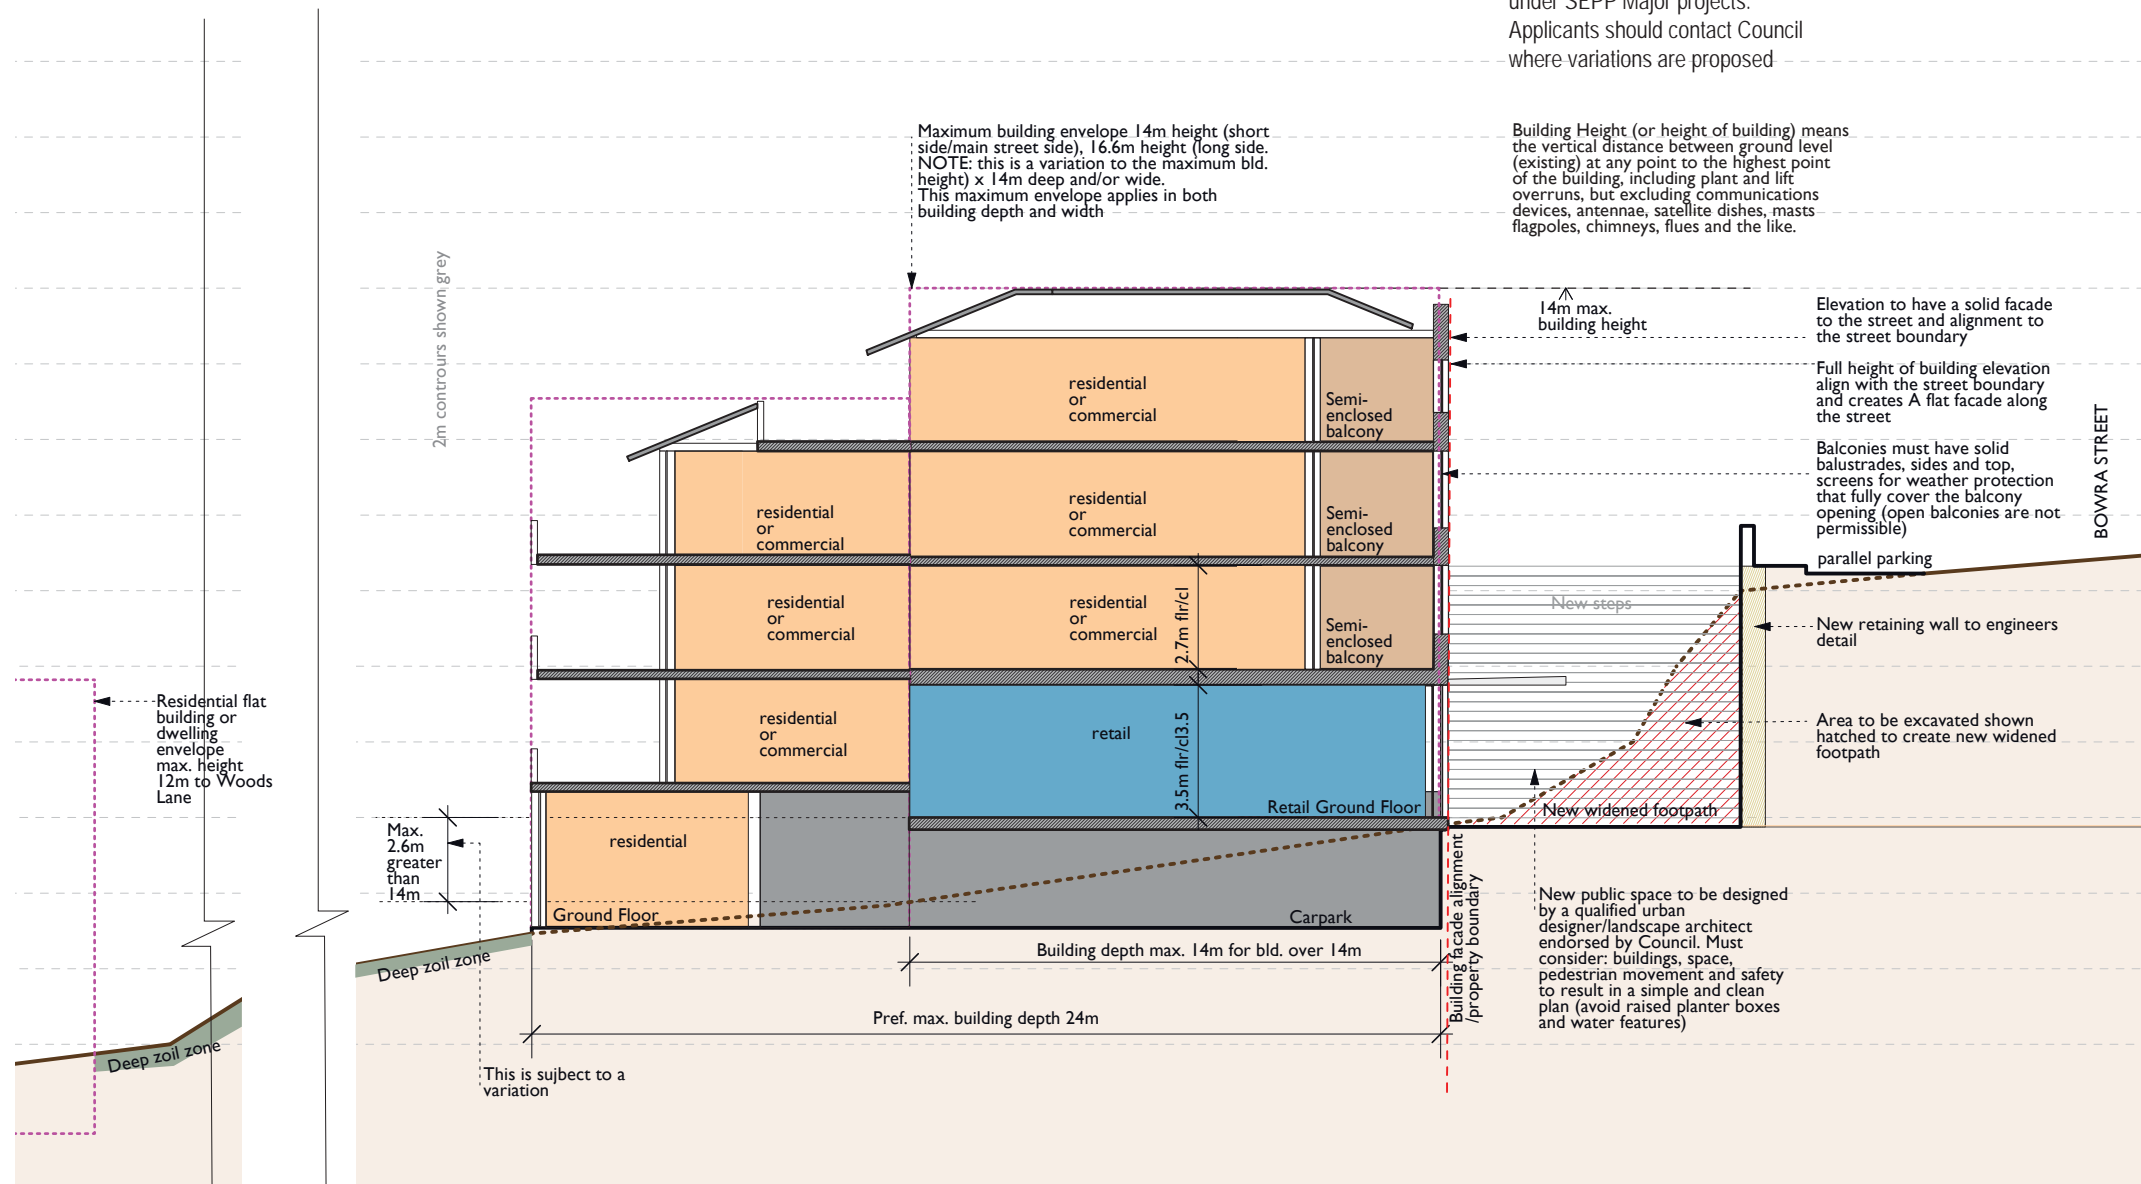 under SEPP Major projects.
Applicants should contact Council
where variations are proposed
Maximum building envelope 14m height (short
side/main street side), 16.6m height (long side.
NOTE: this is a variation to the maximum bld.
height) x 14m deep and/or wide.
This maximum envelope applies in both
building depth and width
Building Height (or height of building) means
the vertical distance between ground level
(existing) at any point to the highest point
of the building, including plant and lift
overruns, but excluding communications
devices, antennae, satellite dishes, masts
flagpoles, chimneys, flues and the like.
2m contrours shown grey
14m max.
building height
Elevation to have a solid facade
to the street and alignment to
the street boundary
Full height of building elevation
align with the street boundary
and creates A flat facade along
the street
Balconies must have solid
balustrades, sides and top,
screens for weather protection
that fully cover the balcony
opening (open balconies are not
permissible)
BOWRA STREET
parallel parking
residential
or
commercial
Semi-
enclosed
balcony
residential
or
commercial
residential
or
commercial
Semi-
enclosed
balcony
residential
or
commercial
residential
or
commercial
2.7m flr/cl
Semi-
enclosed
balcony
New steps
New retaining wall to engineers
detail
Residential flat
building or
dwelling
envelope
max. height
12m to Woods
Lane
residential
or
commercial
retail
3.5m flr/cl3.5
Retail Ground Floor
Area to be excavated shown
hatched to create new widened
footpath
New widened footpath
Max.
2.6m
greater
than
14m
residential
Ground Floor
Carpark
Building facade alignment
/property boundary
New public space to be designed
by a qualified urban
designer/landscape architect
endorsed by Council. Must
consider: buildings, space,
pedestrian movement and safety
to result in a simple and clean
plan (avoid raised planter boxes
and water features)
Building depth max. 14m for bld. over 14m
Deep zoil zone
Pref. max. building depth 24m
Deep zoil zone
This is sujbect to a
variation